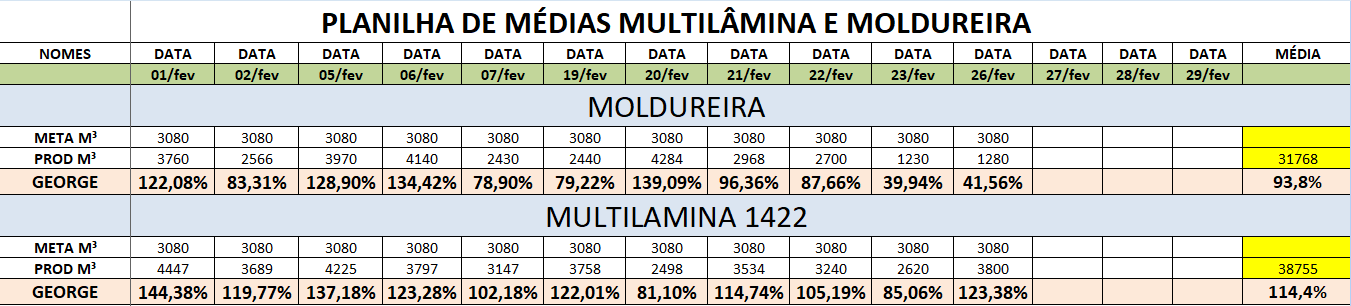 PLANILHA DE MÉDIAS MULTILÂMINA E MOLDUREIRA
NOMES DATA DATA DATA DATA DATA DATA DATA DATA DATA DATA DATA DATA DATA DATA MÉDIA
01/fev 02/fev 05/fev 06/fev 07/fev 19/fev 20/fev 21/fev 22/fev 23/fev 26/fev 27/fev 28/fev 29/fev
MOLDUREIRA
META M³ 3080 3080 3080 3080 3080 3080 3080 3080 3080 3080 3080
PROD M³ 3760 2566 3970 4140 2430 2440 4284 2968 2700 1230 1280 31768
GEORGE 122,08% 83,31% 128,90% 134,42% 78,90% 79,22% 139,09% 96,36% 87,66% 39,94% 41,56% 93,8%
MULTILAMINA 1422
META M³ 3080 3080 3080 3080 3080 3080 3080 3080 3080 3080 3080
PROD M³ 4447 3689 4225 3797 3147 3758 2498 3534 3240 2620 3800 38755
GEORGE 144,38% 119,77% 137,18% 123,28% 102,18% 122,01% 81,10% 114,74% 105,19% 85,06% 123,38% 114,4%